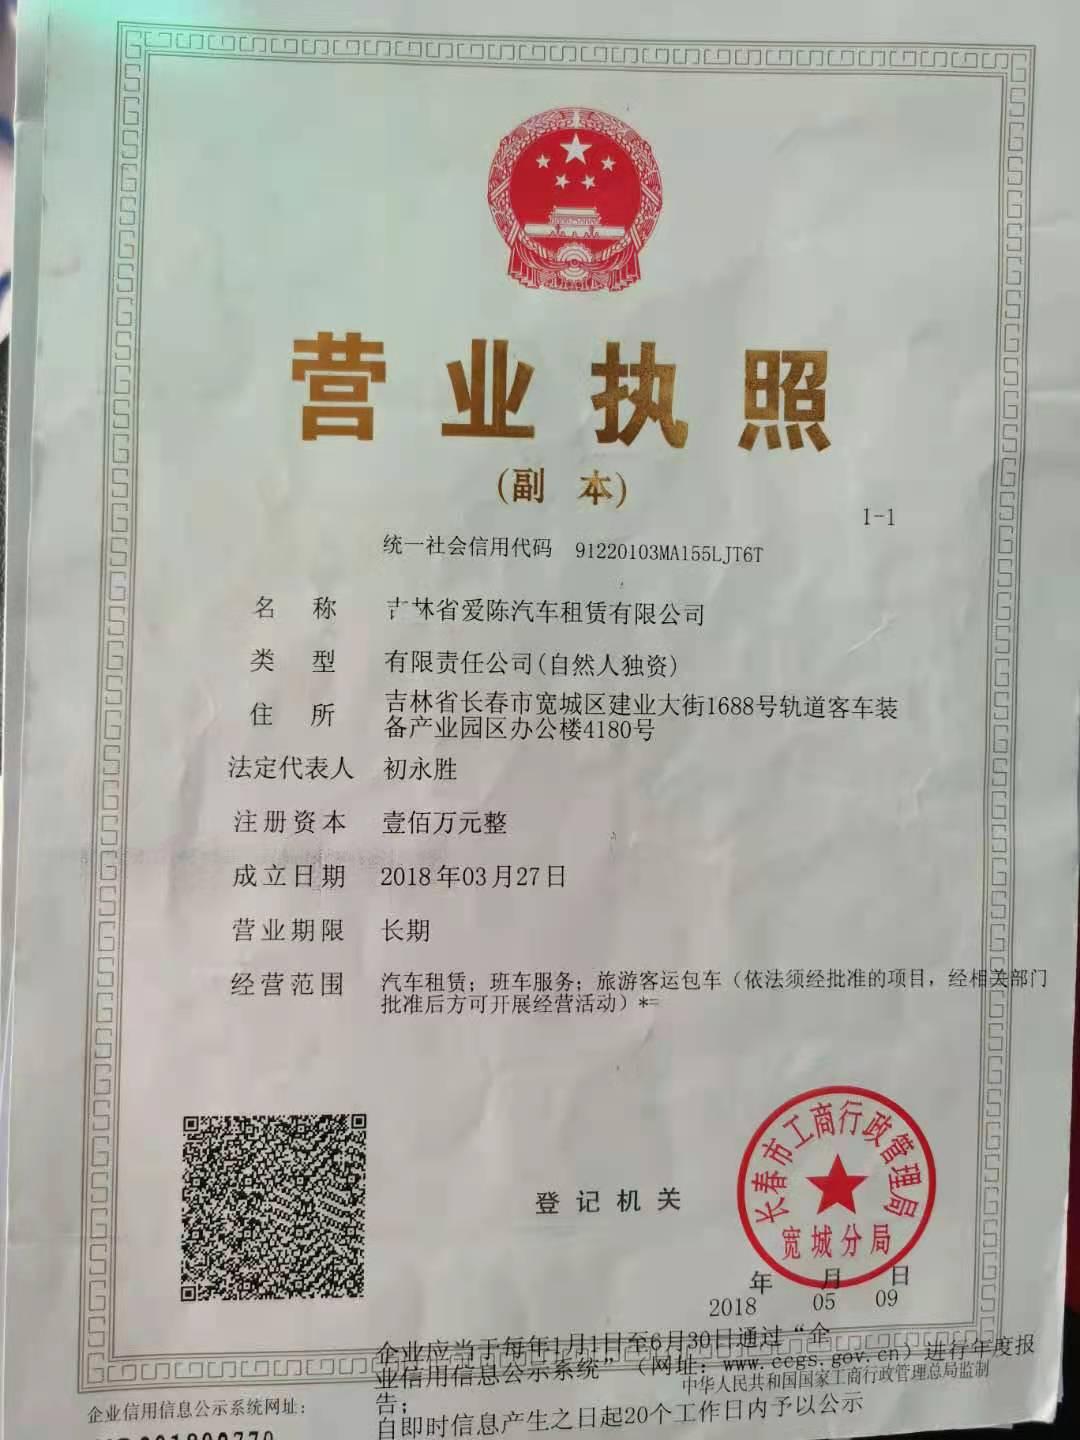 营业执照
(副 本)
1-1
统一社会信用代码 91220103MA155LJT6T
名 称 吉林省爱陈汽车租赁有限公司
类 型 有限责任公司(自然人独资)
住 所 吉林省长春市宽城区建业大街1688号轨道客车装
备产业园区办公楼4180号
法定代表人 初永胜
注册资本 壹佰万元整
成立日期 2018年03月27日
营业期限 长期
经营范围 汽车租赁；班车服务；旅游客运包车（依法须经批准的项目，经相关部门
批准后方可开展经营活动）*=
长春市工商行政管理局
宽城分局
登记机关
年 月 日
2018 05 09
企业应当于每年1月1日至6月30日通过“企
业信用信息公示系统”（网址：www.ccgs.gov.cn）进行年度报
告；
自即时信息产生之日起20个工作日内予以公示
企业信用信息公示系统网址：
中华人民共和国国家工商行政管理总局监制